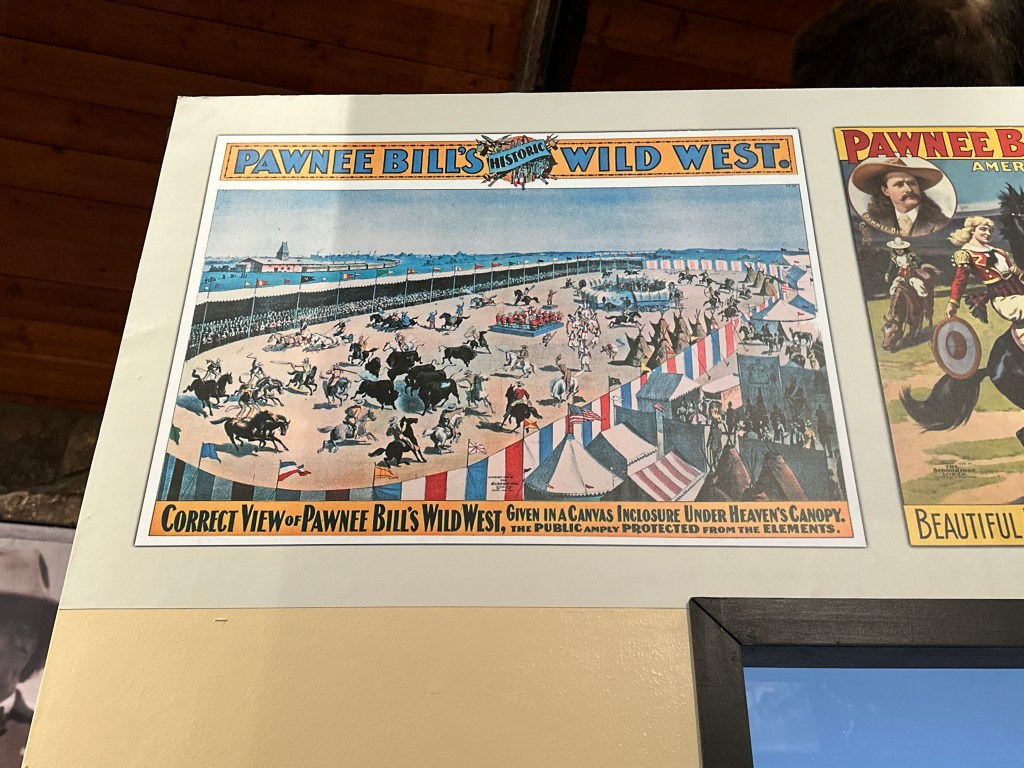 PAWNEE BILL'S HISTORIC WILD WEST.
CORRECT VIEW OF PAWNEE BILL'S WILD WEST, GIVEN IN A CANVAS INCLOSURE UNDER HEAVEN'S CANOPY.
THE PUBLIC AMPLY PROTECTED FROM THE ELEMENTS.
PAWNEE B
AMER
BEAUTIFUL